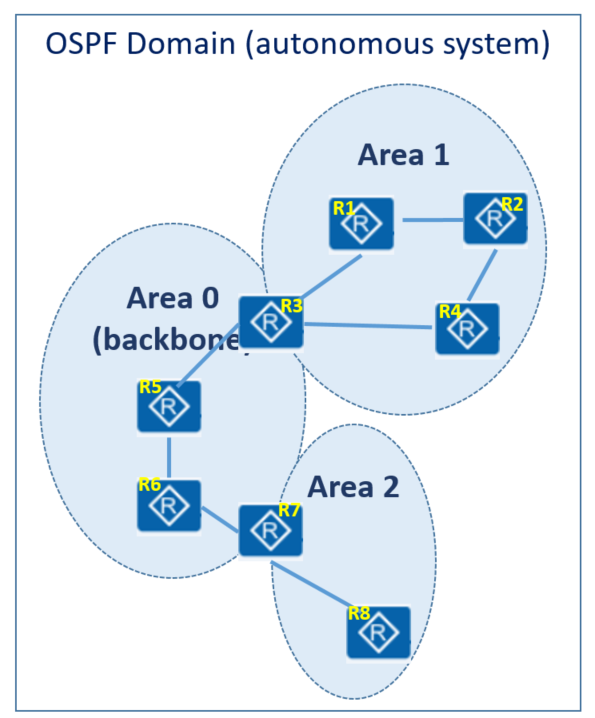 OSPF Domain (autonomous system)
Area 1
R1
R
R2
R
Area 0
(backbone)
R3
R
R4
R
R5
R
R6
R
Area 2
R7
R
R8
R